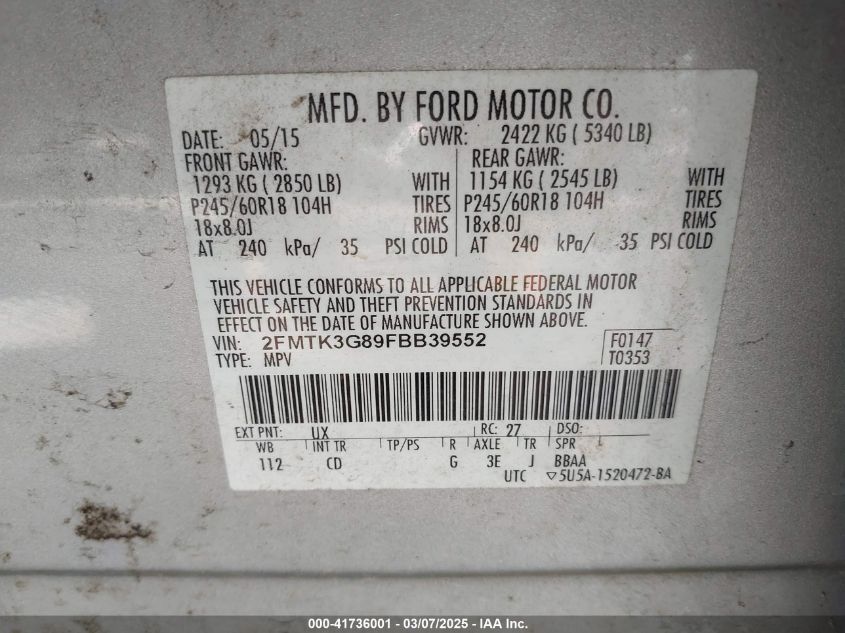 MFD. BY FORD MOTOR CO.
DATE: 05/15 GVWR: 2422 KG ( 5340 LB)
FRONT GAWR: REAR GAWR:
1293 KG ( 2850 LB) WITH 1154 KG ( 2545 LB) WITH
P245/60R18 104H TIRES P245/60R18 104H TIRES
18x8.0J RIMS 18x8.0J RIMS
AT 240 kPa/ 35 PSI COLD AT 240 kPa/ 35 PSI COLD
THIS VEHICLE CONFORMS TO ALL APPLICABLE FEDERAL MOTOR
VEHICLE SAFETY AND THEFT PREVENTION STANDARDS IN
EFFECT ON THE DATE OF MANUFACTURE SHOWN ABOVE.
VIN: 2FMTK3G89FBB39552 F0147
TYPE: MPV T0353
EXT PNT: UX RC: 27 DSO:
WB INT TR TP/PS R AXLE TR SPR
112 CD G 3E J BBAA
UTC ▽5U5A-1520472-BA
000-41736001 - 03/07/2025 - IAA Inc.